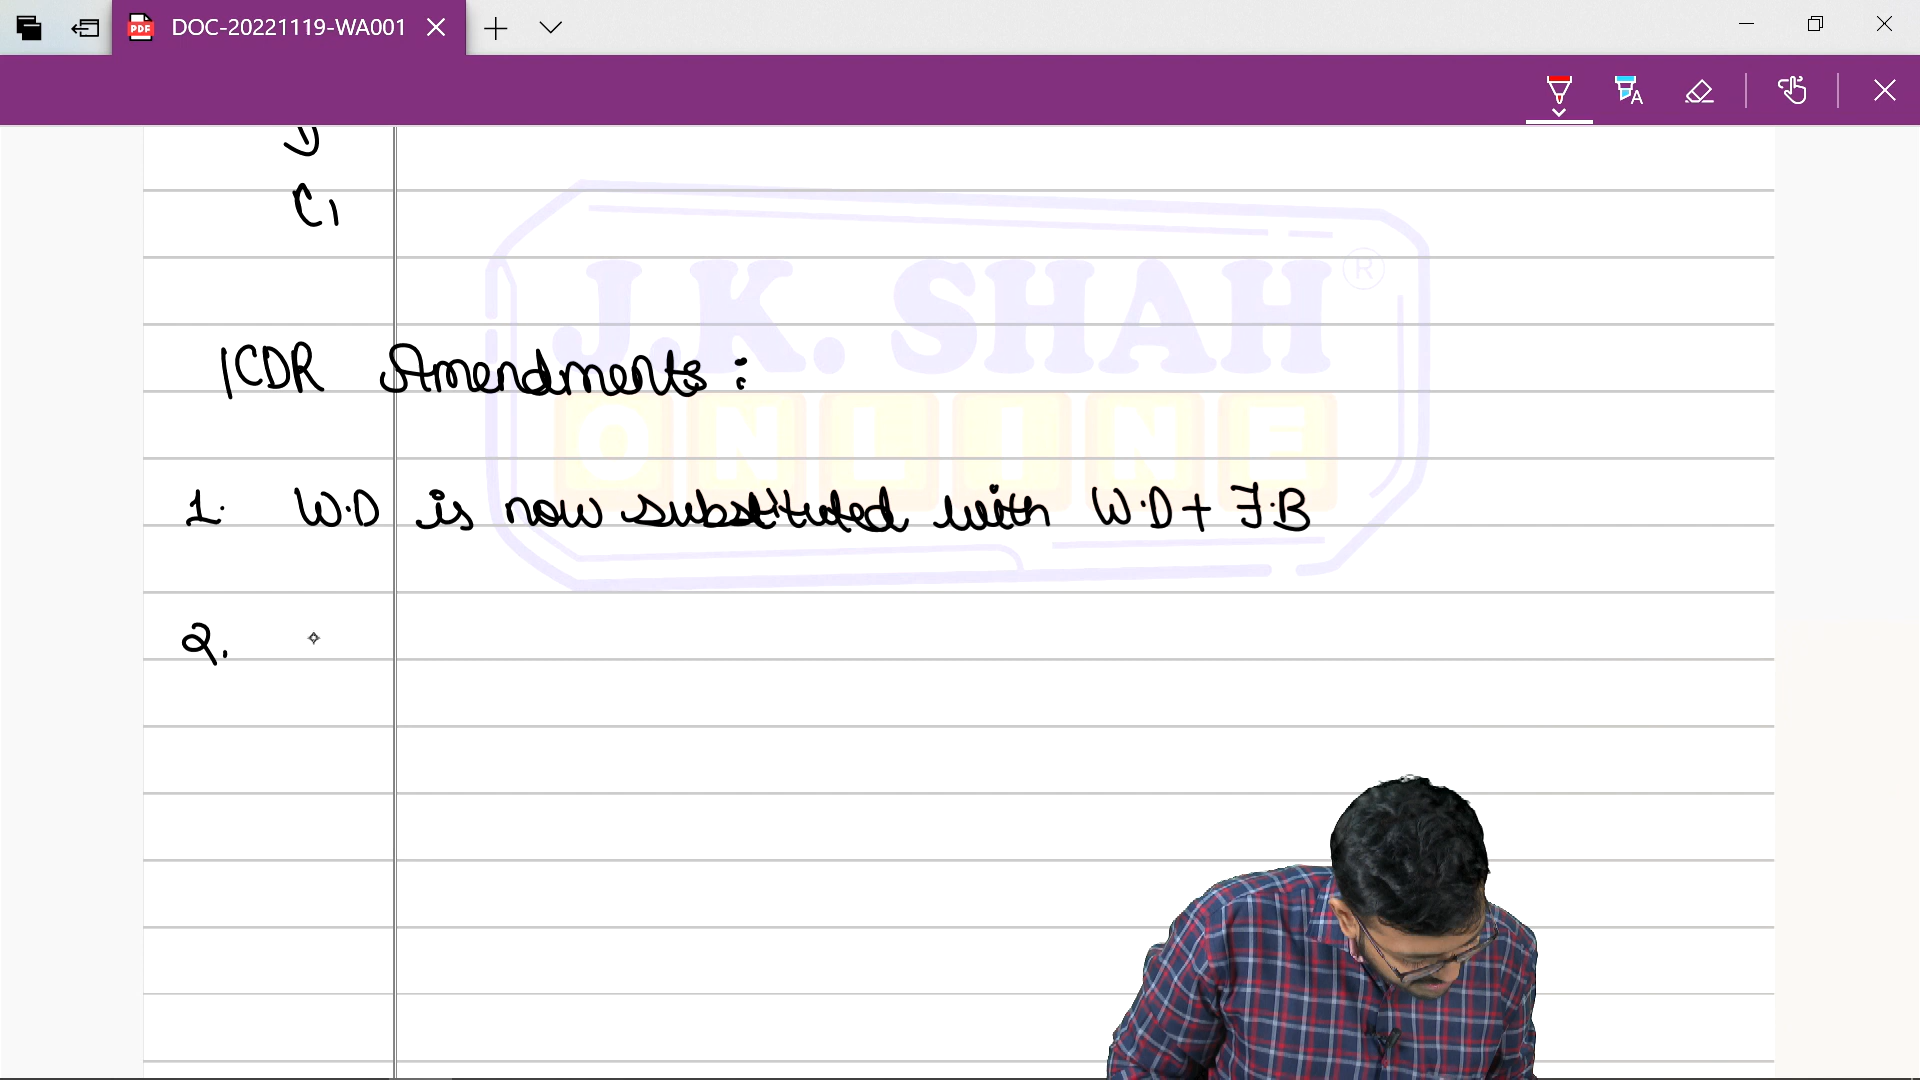 DOC-20221119-WA001
C1
J.K. SHAH ®
ONLINE
ICDR Amendments :
1. W.D is now substituted with W.D + F.B
2.